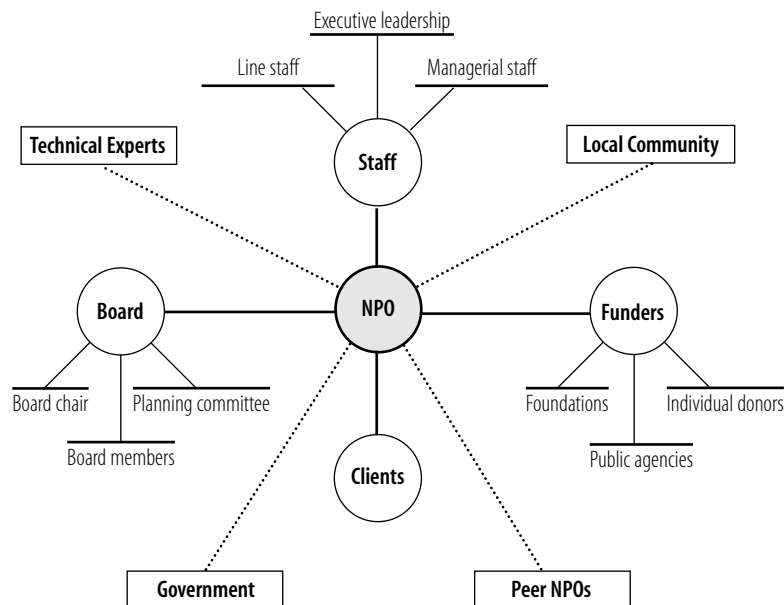 Executive leadership
Line staff
Managerial staff
Technical Experts
Staff
Local Community
Board
NPO
Funders
Board chair
Planning committee
Foundations
Individual donors
Board members
Public agencies
Clients
Government
Peer NPOs